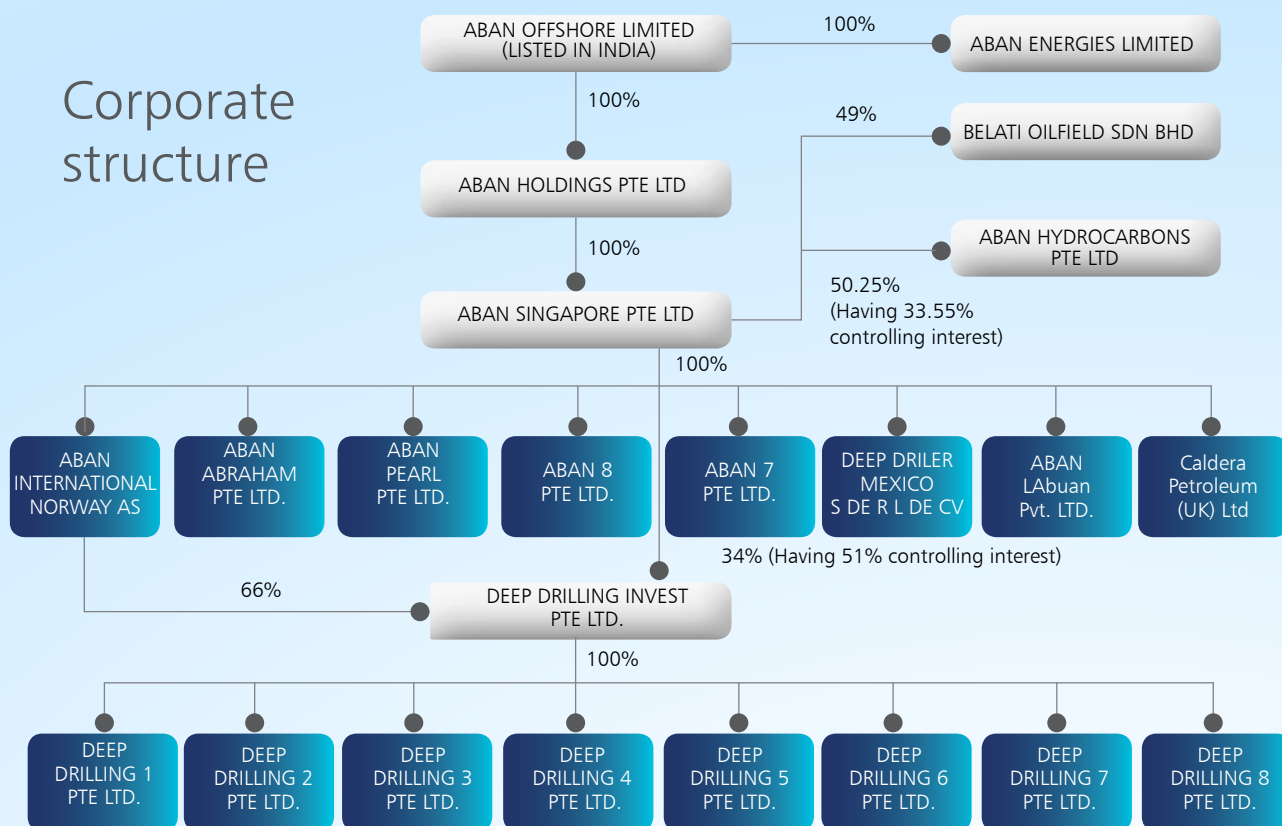 Corporate
structure
ABAN OFFSHORE LIMITED
(LISTED IN INDIA)
100%
ABAN ENERGIES LIMITED
100%
49%
BELATI OILFIELD SDN BHD
ABAN HOLDINGS PTE LTD
100%
ABAN HYDROCARBONS
PTE LTD
50.25%
(Having 33.55%
controlling interest)
ABAN SINGAPORE PTE LTD
100%
ABAN
INTERNATIONAL
NORWAY AS
ABAN
ABRAHAM
PTE LTD.
ABAN
PEARL
PTE LTD.
ABAN 8
PTE LTD.
ABAN 7
PTE LTD.
DEEP DRILER
MEXICO
S DE R L DE CV
ABAN
LAbuan
Pvt. LTD.
Caldera
Petroleum
(UK) Ltd
34% (Having 51% controlling interest)
66%
DEEP DRILLING INVEST
PTE LTD.
100%
DEEP
DRILLING 1
PTE LTD.
DEEP
DRILLING 2
PTE LTD.
DEEP
DRILLING 3
PTE LTD.
DEEP
DRILLING 4
PTE LTD.
DEEP
DRILLING 5
PTE LTD.
DEEP
DRILLING 6
PTE LTD.
DEEP
DRILLING 7
PTE LTD.
DEEP
DRILLING 8
PTE LTD.